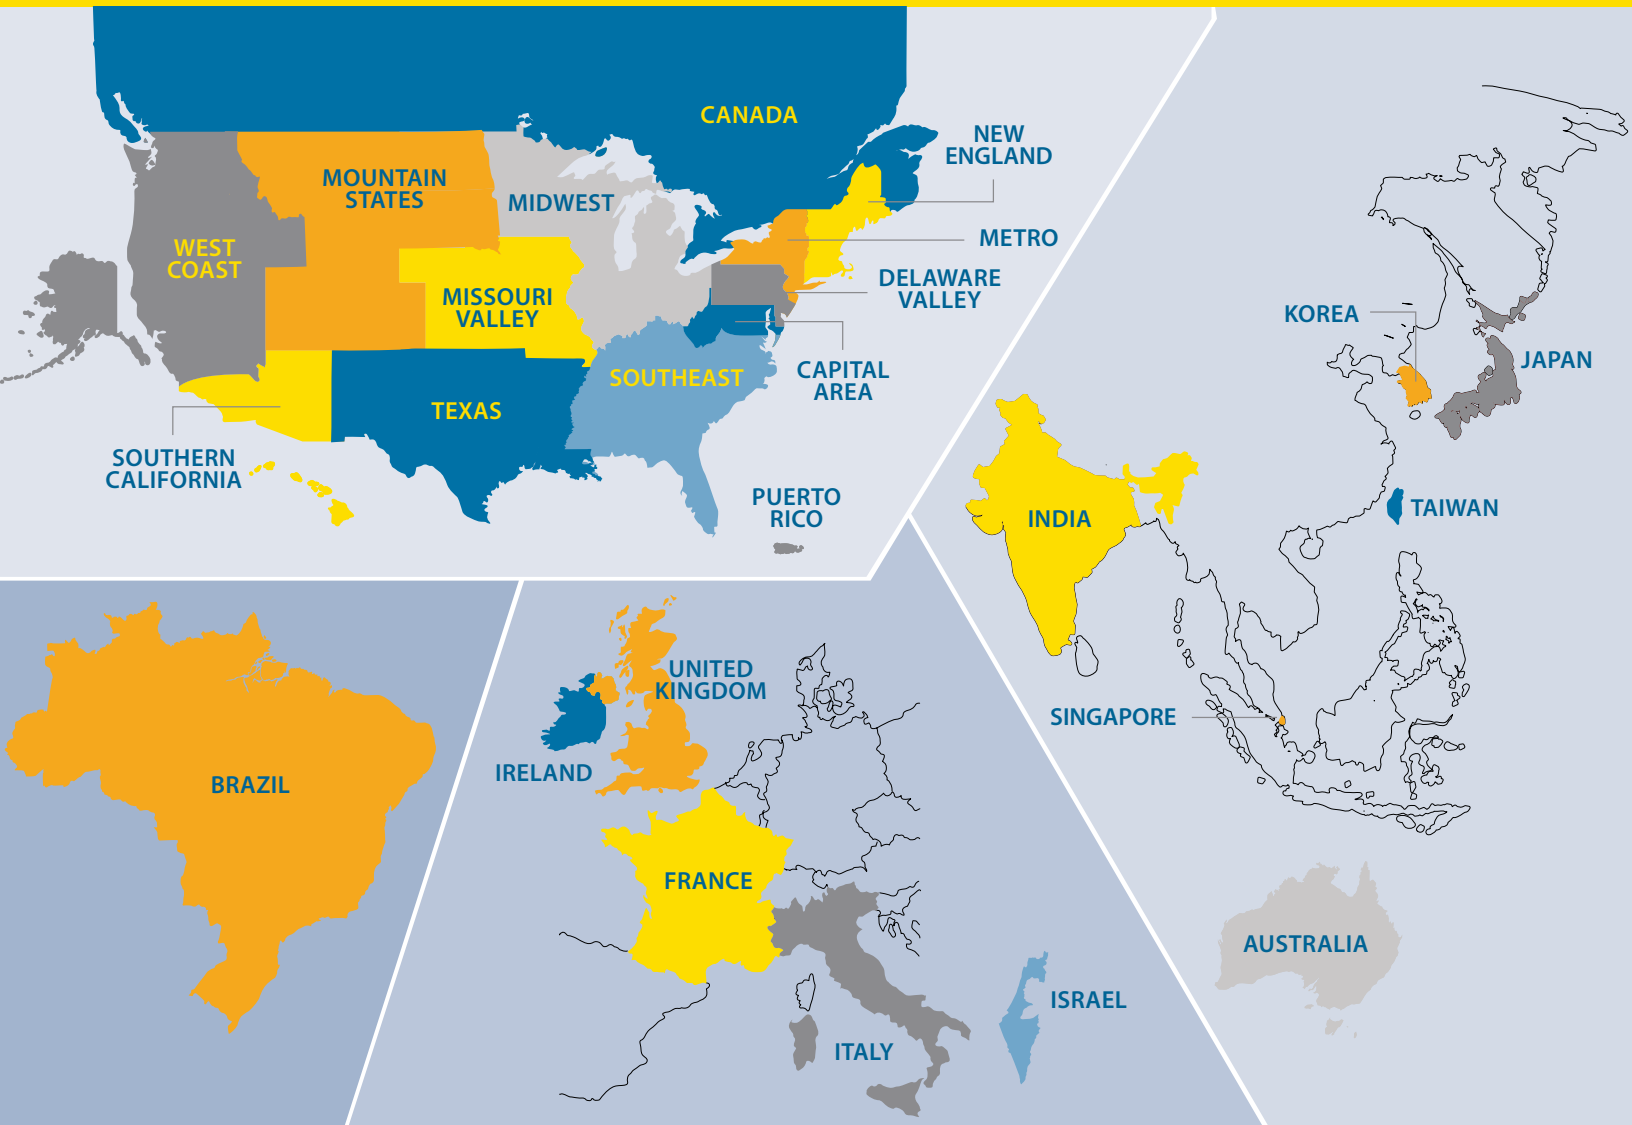 CANADA
NEW
ENGLAND
MOUNTAIN
STATES
MIDWEST
METRO
WEST
COAST
DELAWARE
VALLEY
MISSOURI
VALLEY
CAPITAL
AREA
SOUTHEAST
TEXAS
SOUTHERN
CALIFORNIA
PUERTO
RICO
KOREA
JAPAN
TAIWAN
INDIA
SINGAPORE
AUSTRALIA
BRAZIL
UNITED
KINGDOM
IRELAND
FRANCE
ITALY
ISRAEL